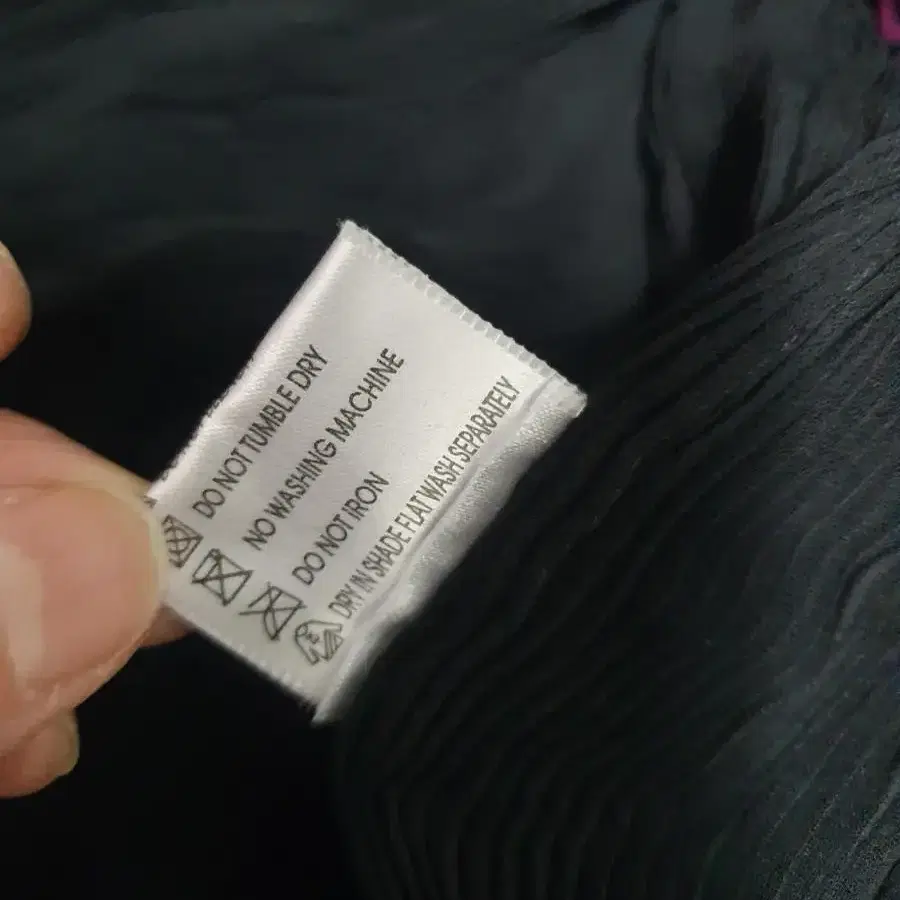 DO NOT TUMBLE DRY
NO WASHING MACHINE
DO NOT IRON
DRY IN SHADE FLAT WASH SEPARATELY